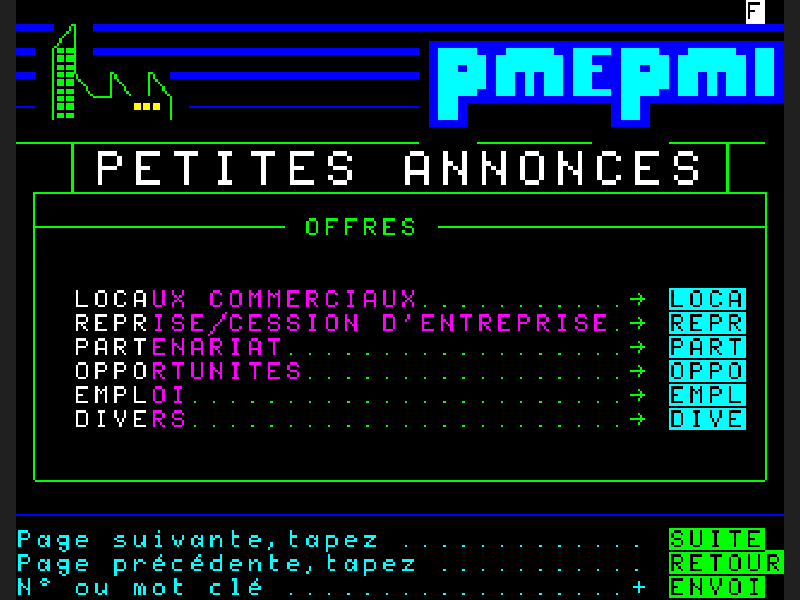 F
pmepmi
PETITES ANNONCES
OFFRES
LOCAUX COMMERCIAUX...........→ LOCA
REPRISE/CESSION D'ENTREPRISE.→ REPR
PARTENARIAT..................→ PART
OPPORTUNITES.................→ OPPO
EMPLOI.......................→ EMPL
DIVERS.......................→ DIVE
Page suivante,tapez ............. SUITE
Page précédente,tapez ........... RETOUR
N° ou mot clé ..................+ ENVOI